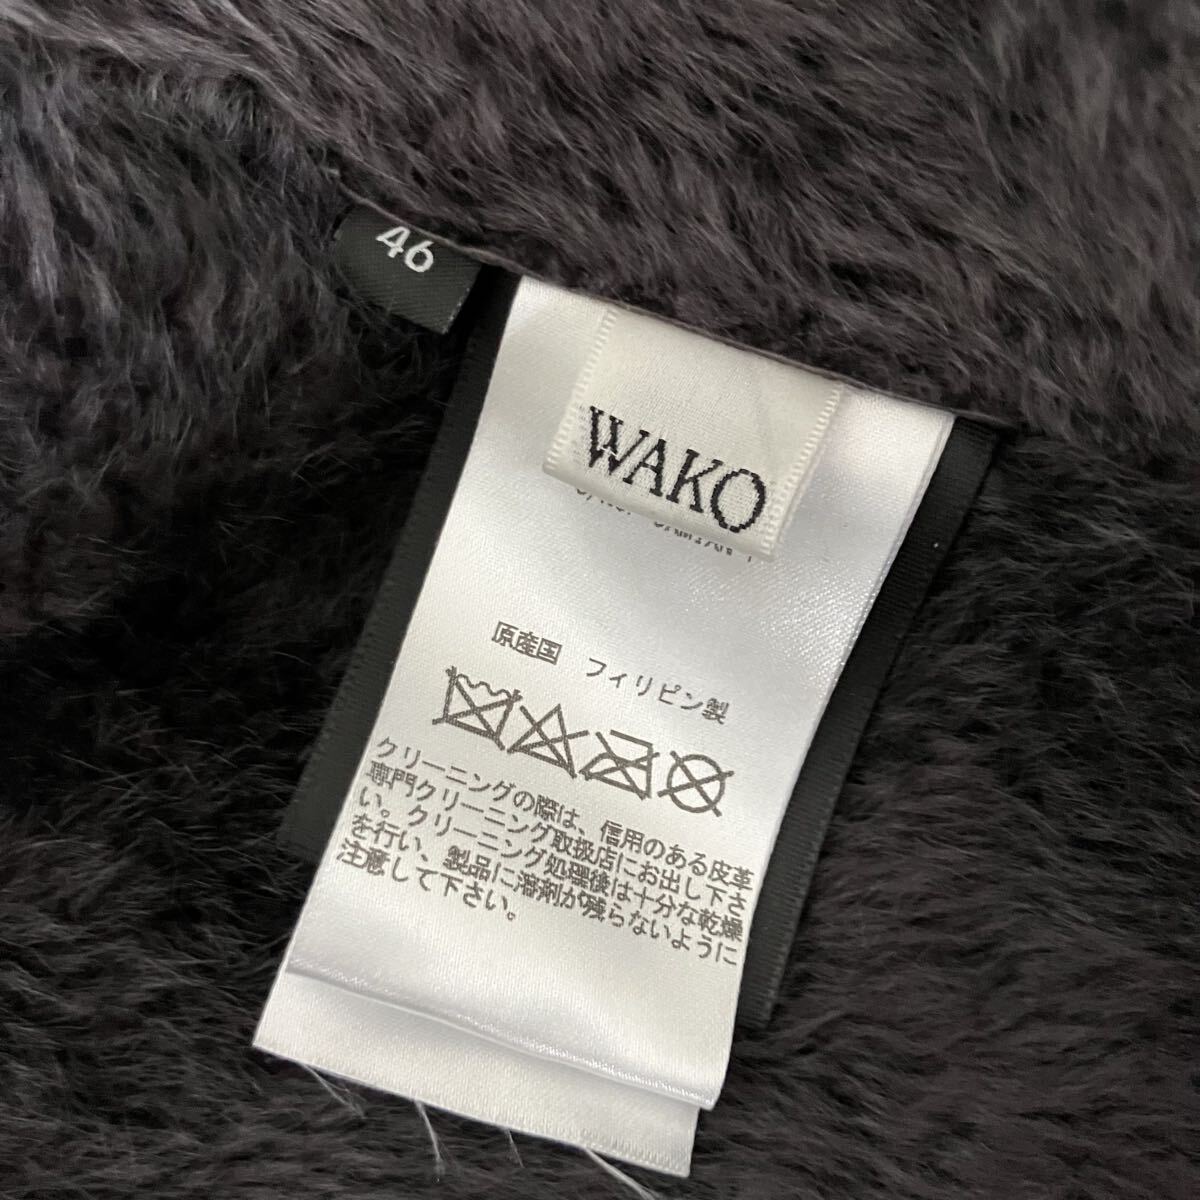 46
WAKO
原産国　フィリピン製
クリーニングの際は、信用のある皮革
専門クリーニング取扱店にお出し下さ
い。クリーニング処理後は十分な乾燥
を行い、製品に溶剤が残らないように
注意して下さい。